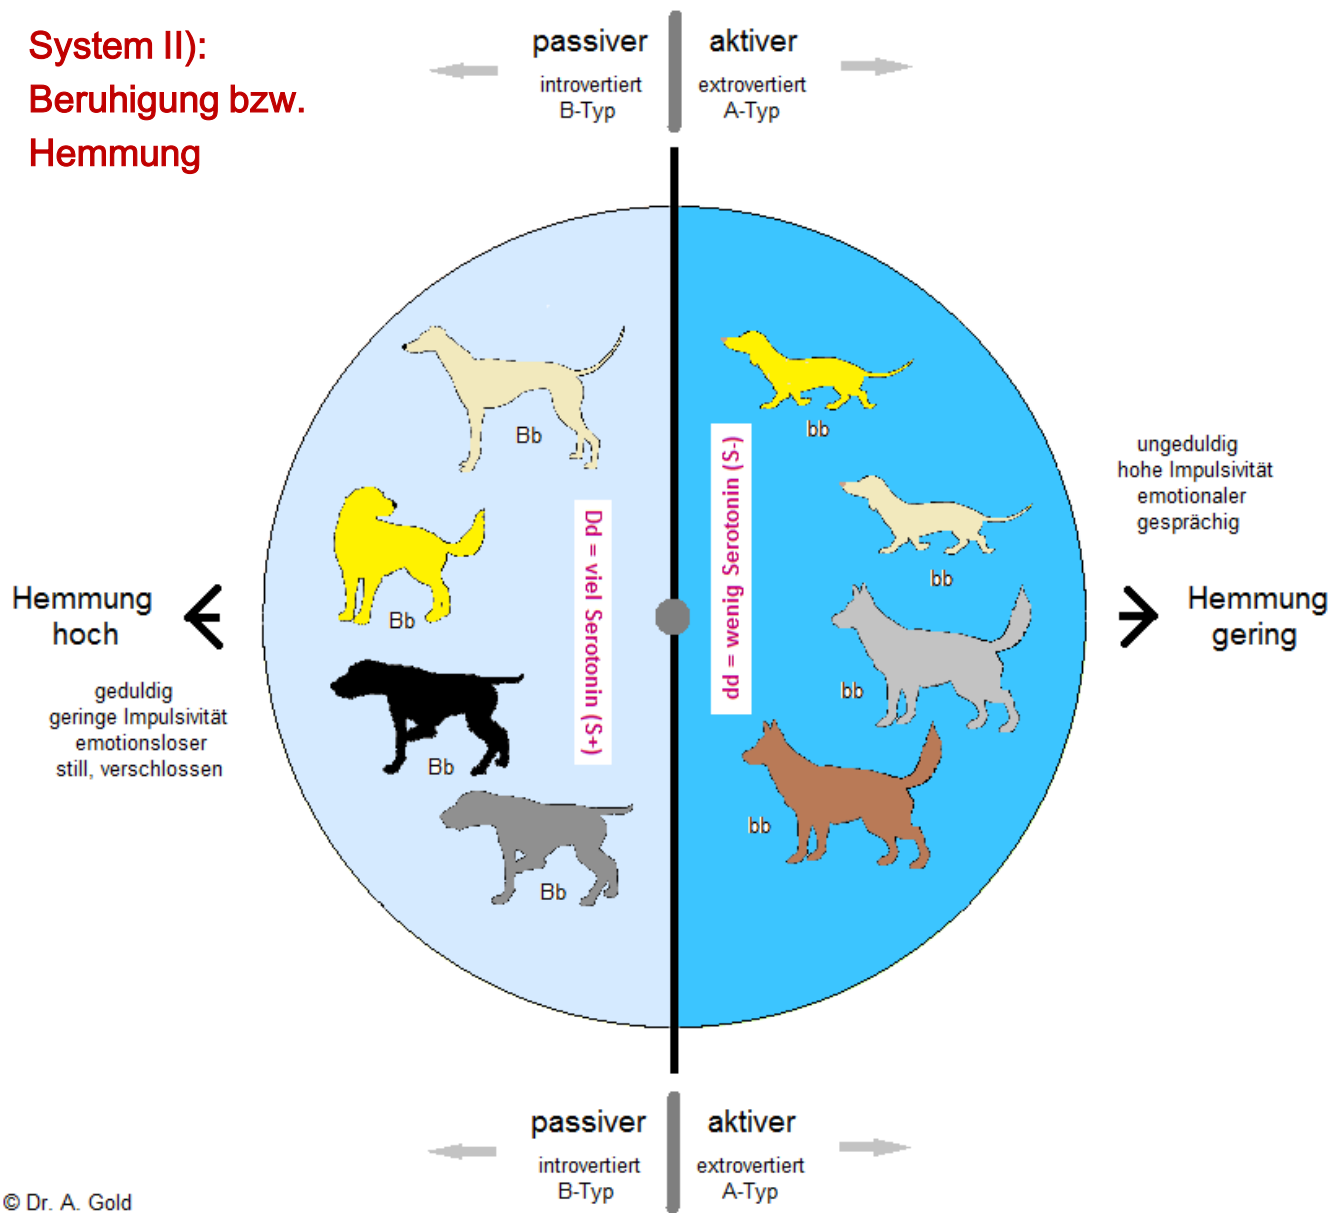 System II):
Beruhigung bzw.
Hemmung
passiver
introvertiert
B-Typ
aktiver
extrovertiert
A-Typ
Bb
Bb
Bb
Bb
Dd = viel Serotonin (S+)
dd = wenig Serotonin (S-)
bb
bb
bb
bb
Hemmung
hoch
geduldig
geringe Impulsivität
emotionsloser
still, verschlossen
ungeduldig
hohe Impulsivität
emotionaler
gesprächig
Hemmung
gering
passiver
introvertiert
B-Typ
aktiver
extrovertiert
A-Typ
© Dr. A. Gold